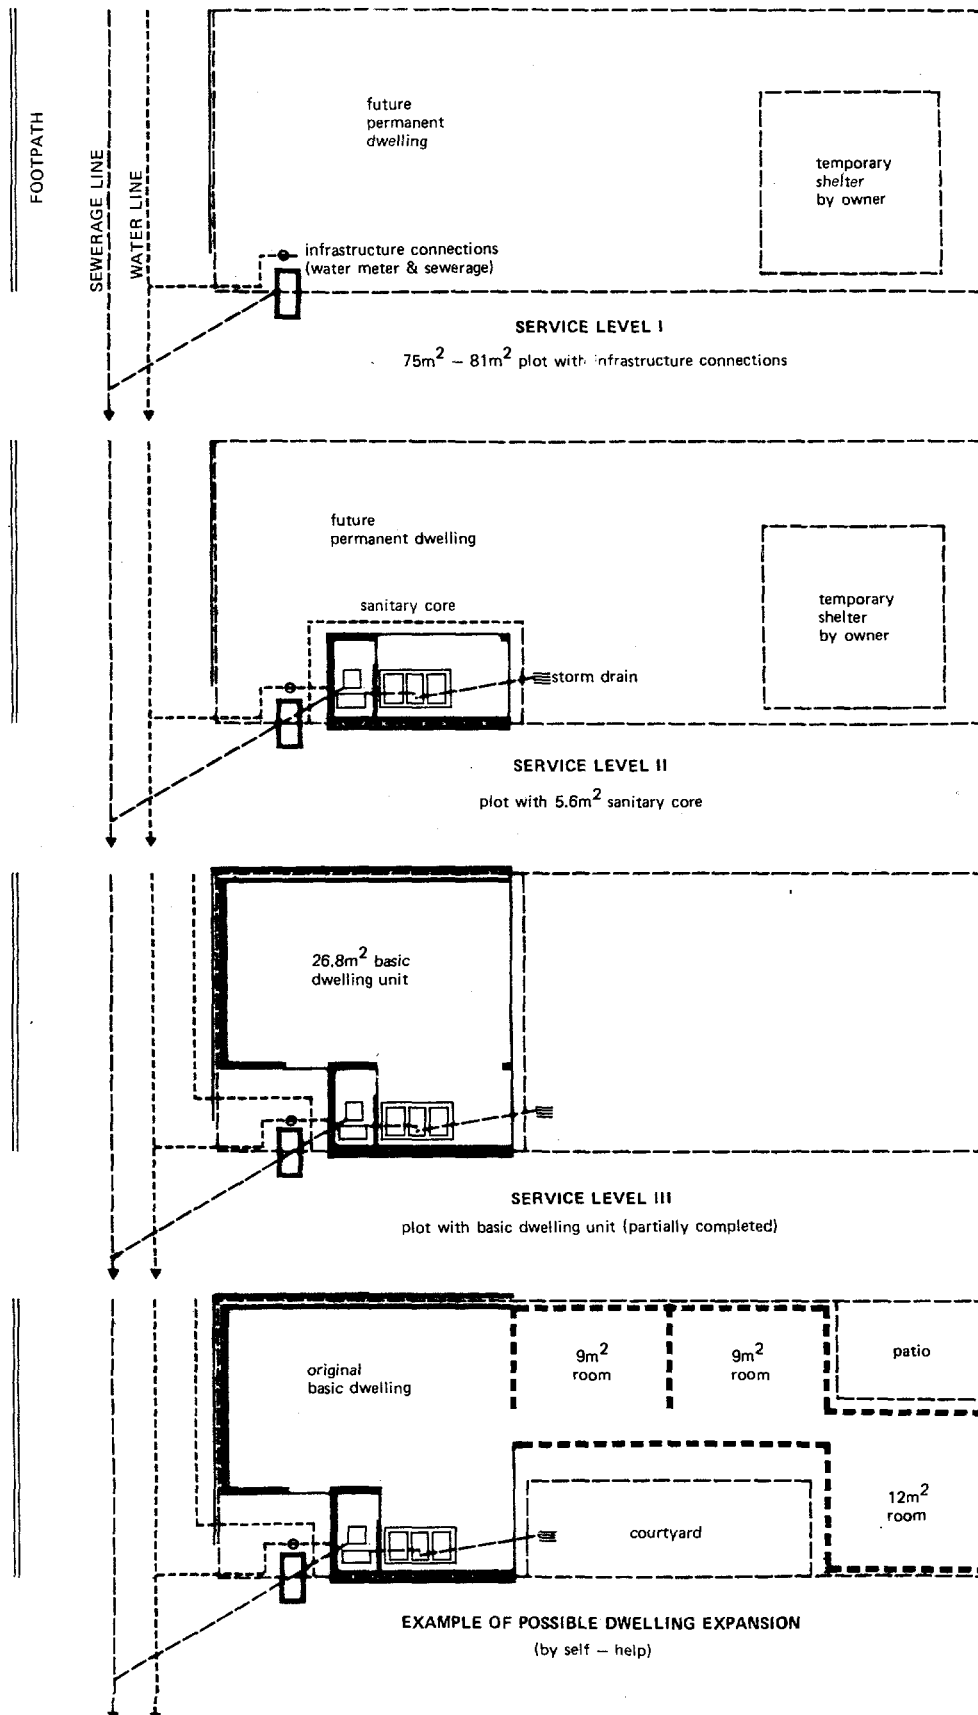 FOOTPATH
SEWERAGE LINE
WATER LINE
future
permanent
dwelling
temporary
shelter
by owner
infrastructure connections
(water meter & sewerage)
SERVICE LEVEL I
75m² – 81m² plot with infrastructure connections
future
permanent dwelling
sanitary core
temporary
shelter
by owner
storm drain
SERVICE LEVEL II
plot with 5.6m² sanitary core
26.8m² basic
dwelling unit
SERVICE LEVEL III
plot with basic dwelling unit (partially completed)
original
basic dwelling
9m²
room
9m²
room
patio
12m²
room
courtyard
EXAMPLE OF POSSIBLE DWELLING EXPANSION
(by self – help)